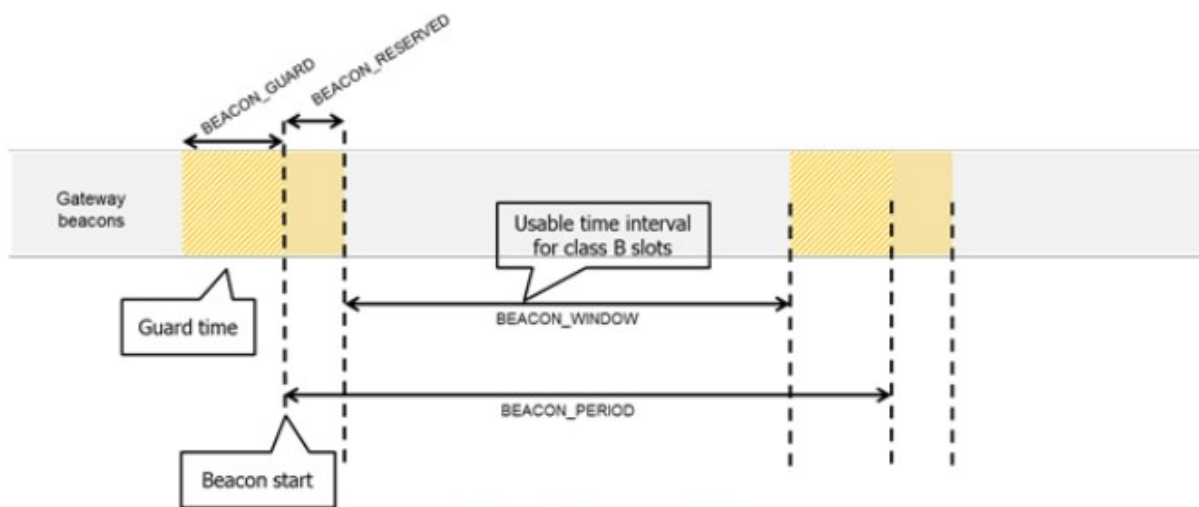 BEACON_GUARD
BEACON_RESERVED
Gateway
beacons
Usable time interval
for class B slots
Guard time
BEACON_WINDOW
BEACON_PERIOD
Beacon start